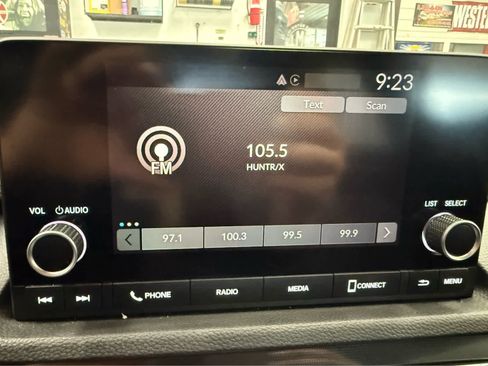 WESTE
9:23
Text
Scan
FM
105.5
HUNTR/X
VOL
AUDIO
LIST
SELECT
97.1
100.3
99.5
99.9
PHONE
RADIO
MEDIA
CONNECT
MENU